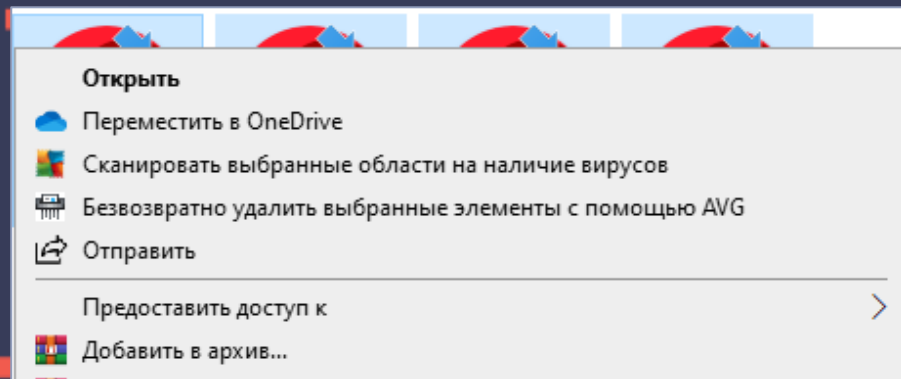 Открыть
Переместить в OneDrive
Сканировать выбранные области на наличие вирусов
Безвозвратно удалить выбранные элементы с помощью AVG
Отправить
Предоставить доступ к
Добавить в архив...